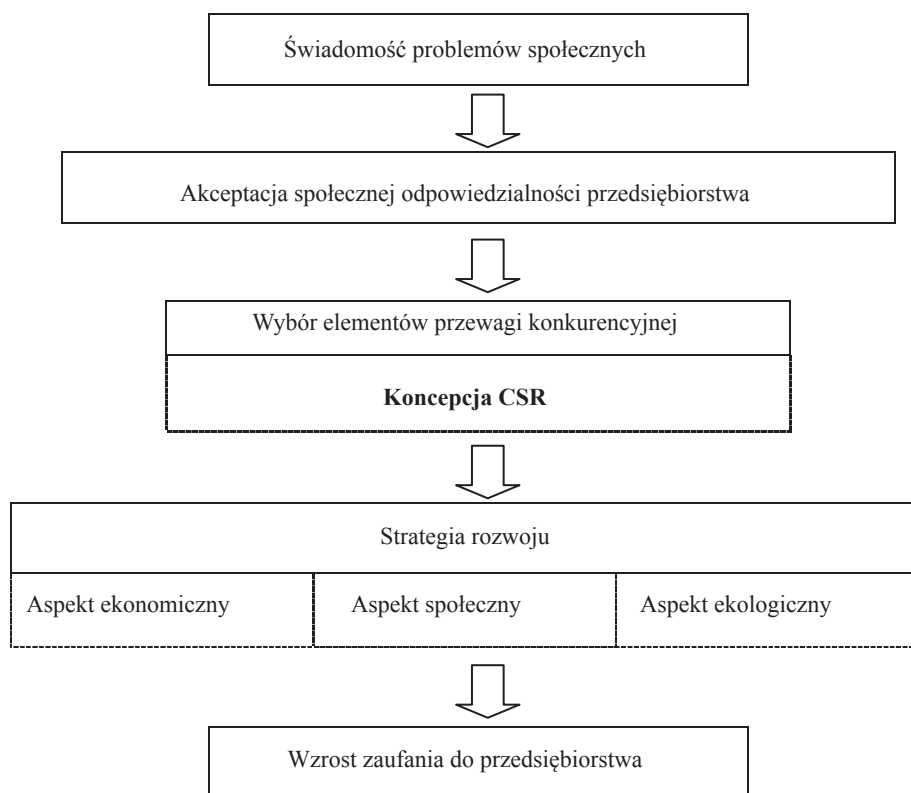 Świadomość problemów społecznych
Akceptacja społecznej odpowiedzialności przedsiębiorstwa
Wybór elementów przewagi konkurencyjnej
Koncepcja CSR
Strategia rozwoju
Aspekt ekonomiczny Aspekt społeczny Aspekt ekologiczny
Wzrost zaufania do przedsiębiorstwa